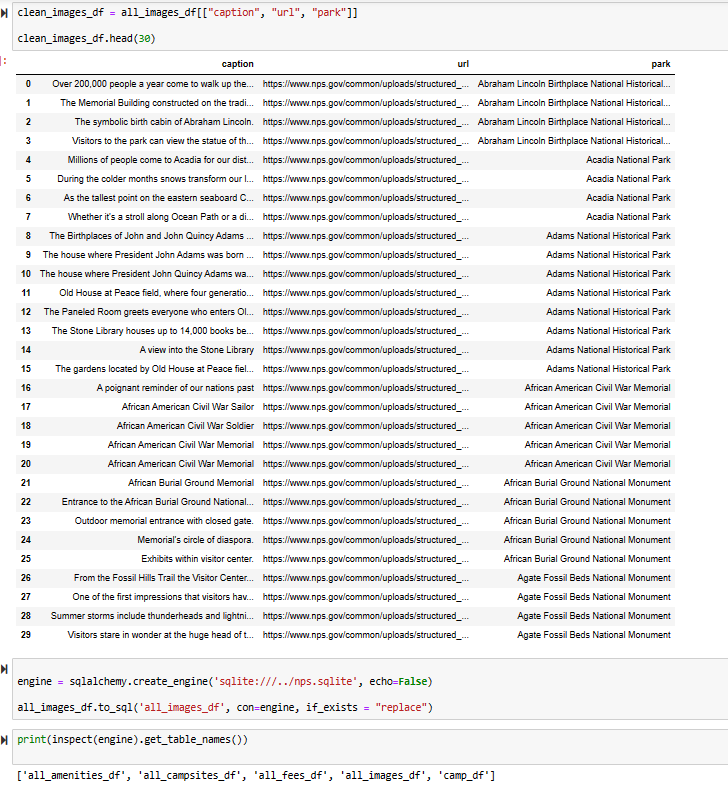 clean_images_df = all_images_df[["caption", "url", "park"]]
clean_images_df.head(30)
caption url park
0 Over 200,000 people a year come to walk up the... https://www.nps.gov/common/uploads/structured_... Abraham Lincoln Birthplace National Historical...
1 The Memorial Building constructed on the tradi... https://www.nps.gov/common/uploads/structured_... Abraham Lincoln Birthplace National Historical...
2 The symbolic birth cabin of Abraham Lincoln. https://www.nps.gov/common/uploads/structured_... Abraham Lincoln Birthplace National Historical...
3 Visitors to the park can view the statue of th... https://www.nps.gov/common/uploads/structured_... Abraham Lincoln Birthplace National Historical...
4 Millions of people come to Acadia for our dist... https://www.nps.gov/common/uploads/structured_... Acadia National Park
5 During the colder months snows transform our l... https://www.nps.gov/common/uploads/structured_... Acadia National Park
6 As the tallest point on the eastern seaboard C... https://www.nps.gov/common/uploads/structured_... Acadia National Park
7 Whether it's a stroll along Ocean Path or a di... https://www.nps.gov/common/uploads/structured_... Acadia National Park
8 The Birthplaces of John and John Quincy Adams ... https://www.nps.gov/common/uploads/structured_... Adams National Historical Park
9 The house where President John Adams was born ... https://www.nps.gov/common/uploads/structured_... Adams National Historical Park
10 The house where President John Quincy Adams wa... https://www.nps.gov/common/uploads/structured_... Adams National Historical Park
11 Old House at Peace field, where four generatio... https://www.nps.gov/common/uploads/structured_... Adams National Historical Park
12 The Paneled Room greets everyone who enters Ol... https://www.nps.gov/common/uploads/structured_... Adams National Historical Park
13 The Stone Library houses up to 14,000 books be... https://www.nps.gov/common/uploads/structured_... Adams National Historical Park
14 A view into the Stone Library https://www.nps.gov/common/uploads/structured_... Adams National Historical Park
15 The gardens located by Old House at Peace fiel... https://www.nps.gov/common/uploads/structured_... Adams National Historical Park
16 A poignant reminder of our nations past https://www.nps.gov/common/uploads/structured_... African American Civil War Memorial
17 African American Civil War Sailor https://www.nps.gov/common/uploads/structured_... African American Civil War Memorial
18 African American Civil War Soldier https://www.nps.gov/common/uploads/structured_... African American Civil War Memorial
19 African American Civil War Memorial https://www.nps.gov/common/uploads/structured_... African American Civil War Memorial
20 African American Civil War Memorial https://www.nps.gov/common/uploads/structured_... African American Civil War Memorial
21 African Burial Ground Memorial https://www.nps.gov/common/uploads/structured_... African Burial Ground National Monument
22 Entrance to the African Burial Ground National... https://www.nps.gov/common/uploads/structured_... African Burial Ground National Monument
23 Outdoor memorial entrance with closed gate. https://www.nps.gov/common/uploads/structured_... African Burial Ground National Monument
24 Memorial's circle of diaspora. https://www.nps.gov/common/uploads/structured_... African Burial Ground National Monument
25 Exhibits within visitor center. https://www.nps.gov/common/uploads/structured_... African Burial Ground National Monument
26 From the Fossil Hills Trail the Visitor Center... https://www.nps.gov/common/uploads/structured_... Agate Fossil Beds National Monument
27 One of the first impressions that visitors hav... https://www.nps.gov/common/uploads/structured_... Agate Fossil Beds National Monument
28 Summer storms include thunderheads and lightni... https://www.nps.gov/common/uploads/structured_... Agate Fossil Beds National Monument
29 Visitors stare in wonder at the huge head of t... https://www.nps.gov/common/uploads/structured_... Agate Fossil Beds National Monument
engine = sqlalchemy.create_engine('sqlite:///../nps.sqlite', echo=False)
all_images_df.to_sql('all_images_df', con=engine, if_exists = "replace")
print(inspect(engine).get_table_names())
['all_amenities_df', 'all_campsites_df', 'all_fees_df', 'all_images_df', 'camp_df']